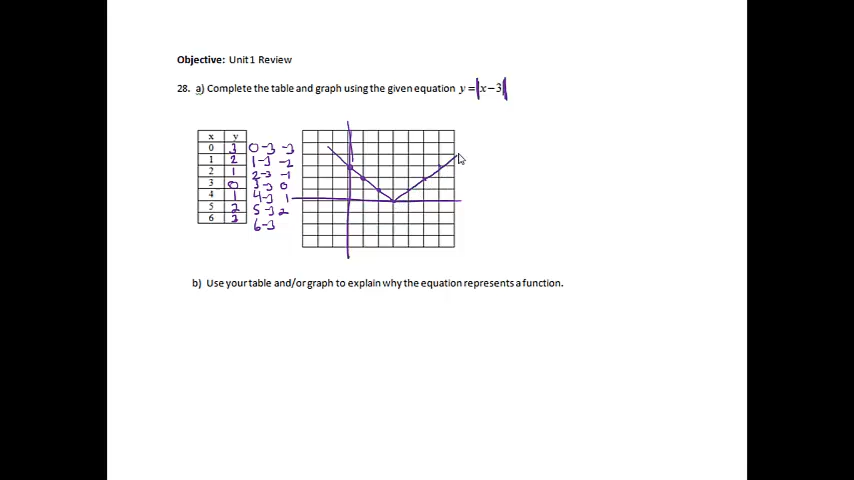 Objective: Unit 1 Review
28. a) Complete the table and graph using the given equation y = |x − 3|
x y
0 3 0-3 -3
1 2 1-3 -2
2 1 2-3 -1
3 0 3-3 0
4 1 4-3 1
5 2 5-3 2
6 3 6-3
b) Use your table and/or graph to explain why the equation represents a function.